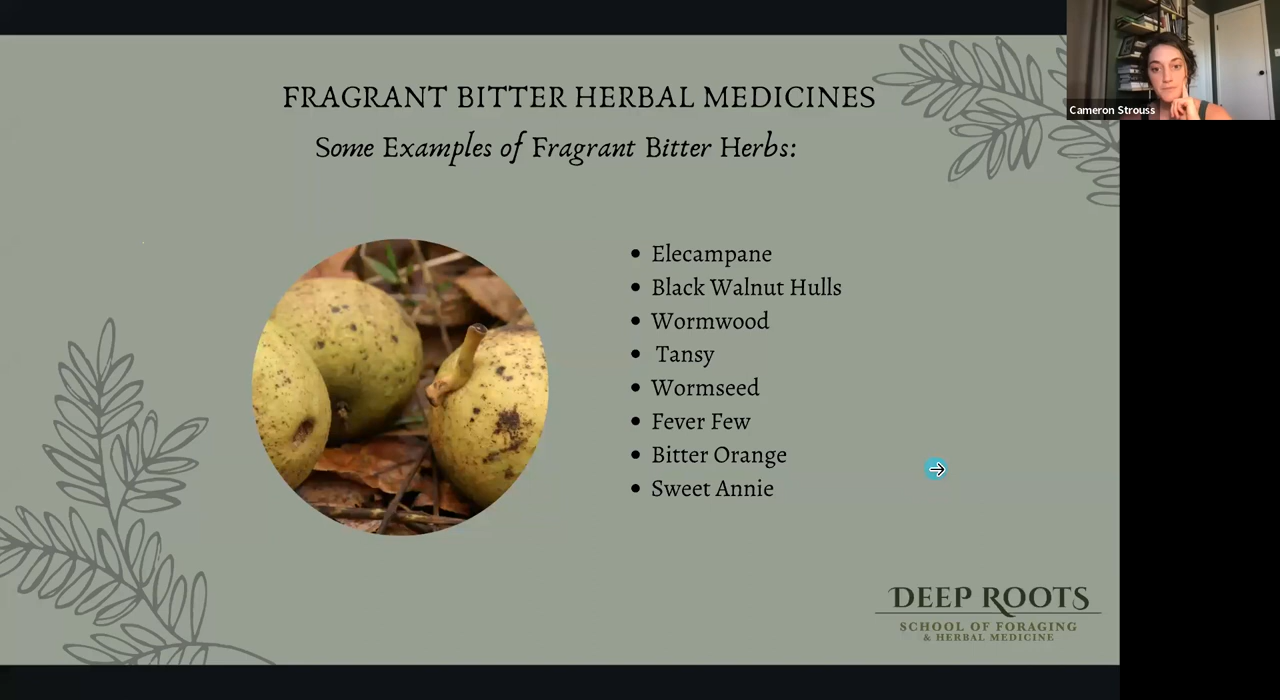 FRAGRANT BITTER HERBAL MEDICINES
Some Examples of Fragrant Bitter Herbs:
Cameron Strouss
Elecampane
Black Walnut Hulls
Wormwood
Tansy
Wormseed
Fever Few
Bitter Orange
Sweet Annie
DEEP ROOTS
SCHOOL OF FORAGING
& HERBAL MEDICINE